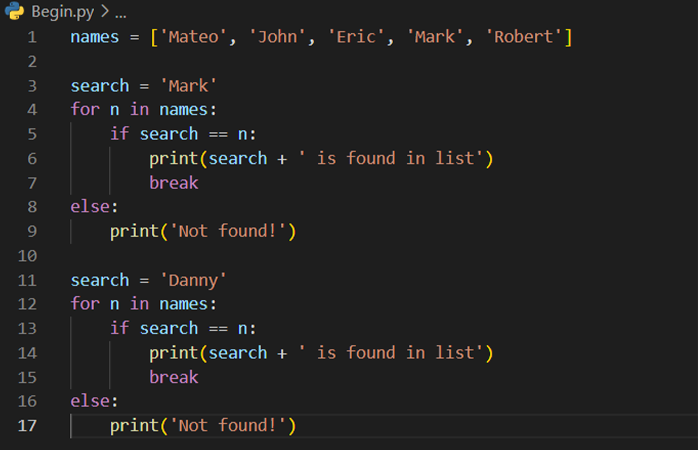 Begin.py > ...
1 names = ['Mateo', 'John', 'Eric', 'Mark', 'Robert']
2
3 search = 'Mark'
4 for n in names:
5     if search == n:
6         print(search + ' is found in list')
7         break
8 else:
9     print('Not found!')
10
11 search = 'Danny'
12 for n in names:
13     if search == n:
14         print(search + ' is found in list')
15         break
16 else:
17     print('Not found!')